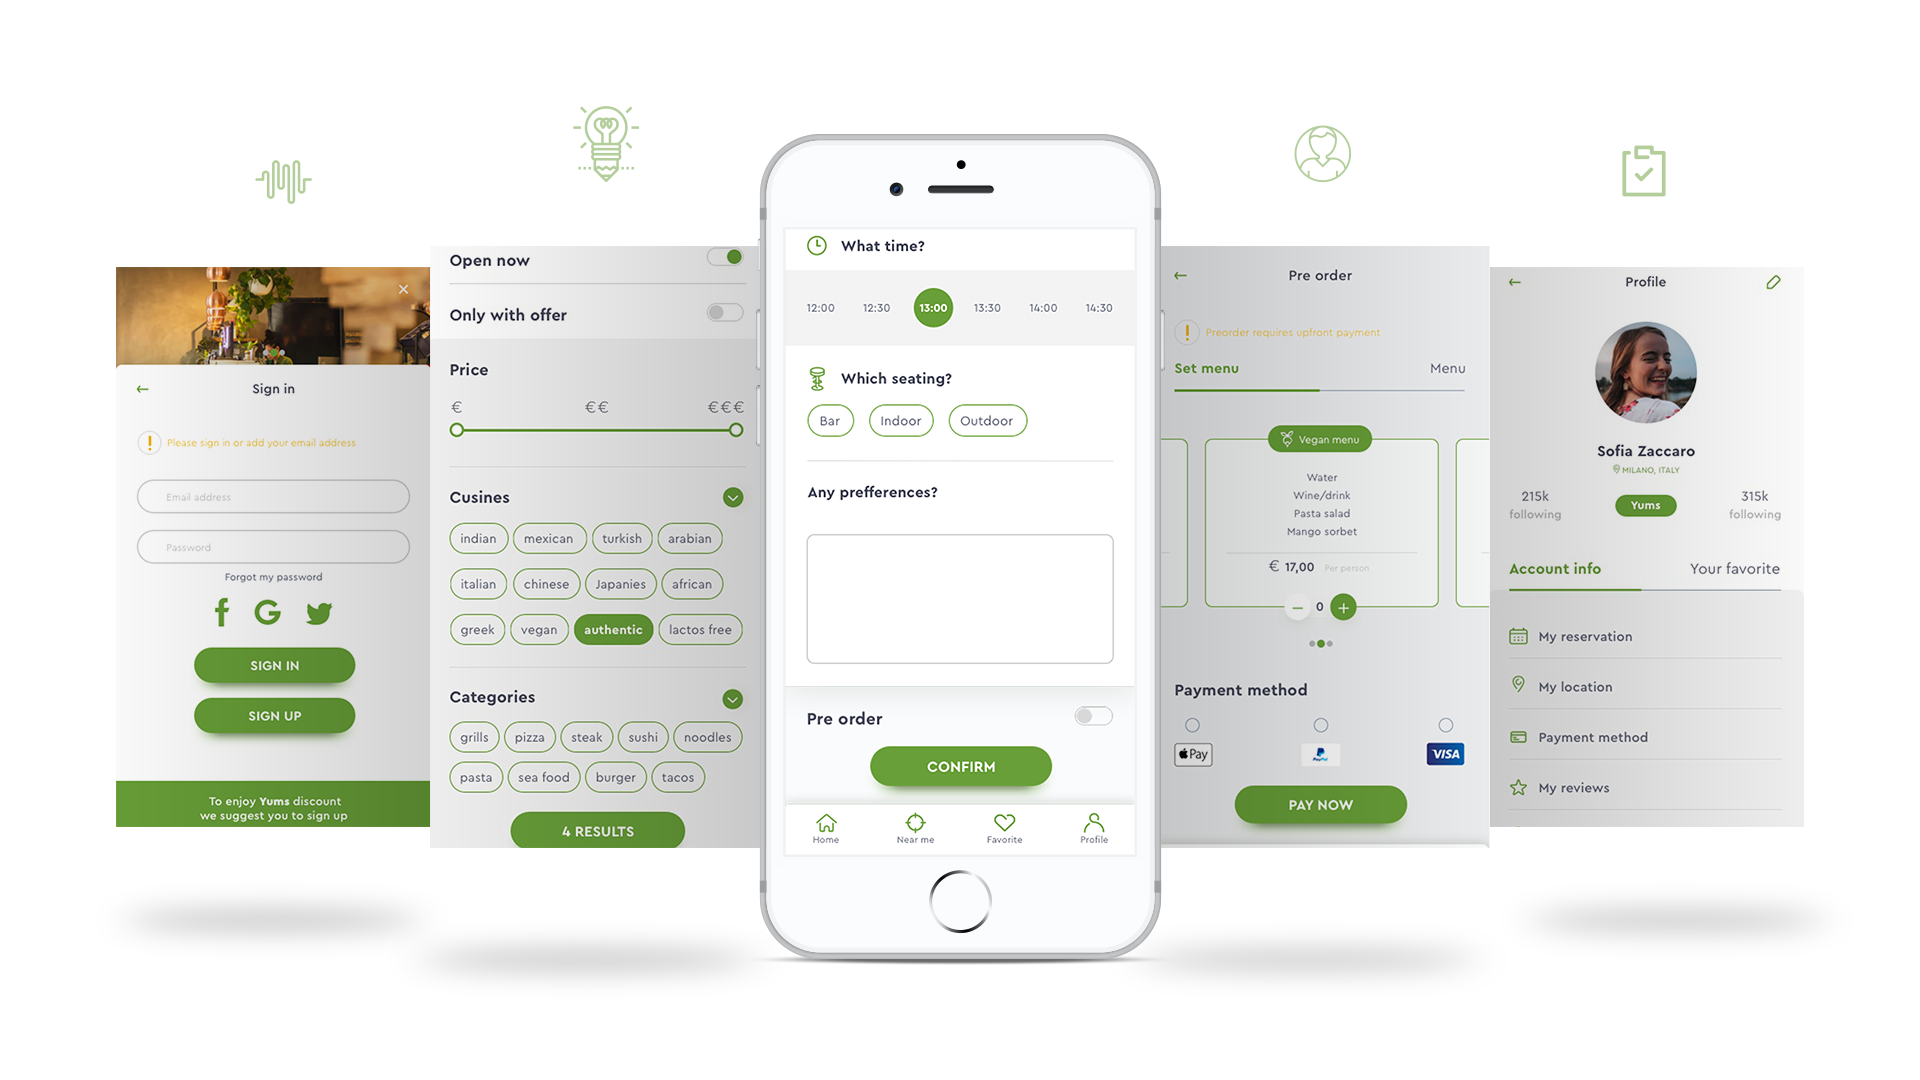 Sign in
Please sign in or add your email address
Email address
Password
Forgot my password
SIGN IN
SIGN UP
To enjoy Yums discount
we suggest you to sign up
Open now
Only with offer
Price
€ €€ €€€
Cusines
indian mexican turkish arabian
italian chinese Japanies african
greek vegan authentic lactos free
Categories
grills pizza steak sushi noodles
pasta sea food burger tacos
4 RESULTS
What time?
12:00 12:30 13:00 13:30 14:00 14:30
Which seating?
Bar Indoor Outdoor
Any prefferences?
Pre order
CONFIRM
Home Near me Favorite Profile
Pre order
Preorder requires upfront payment
Set menu Menu
Vegan menu
Water
Wine/drink
Pasta salad
Mango sorbet
€ 17,00 Per person
0
Payment method
Pay PayPal VISA
PAY NOW
Profile
Sofia Zaccaro
MILANO, ITALY
215k Yums 315k
following following
Account info Your favorite
My reservation
My location
Payment method
My reviews